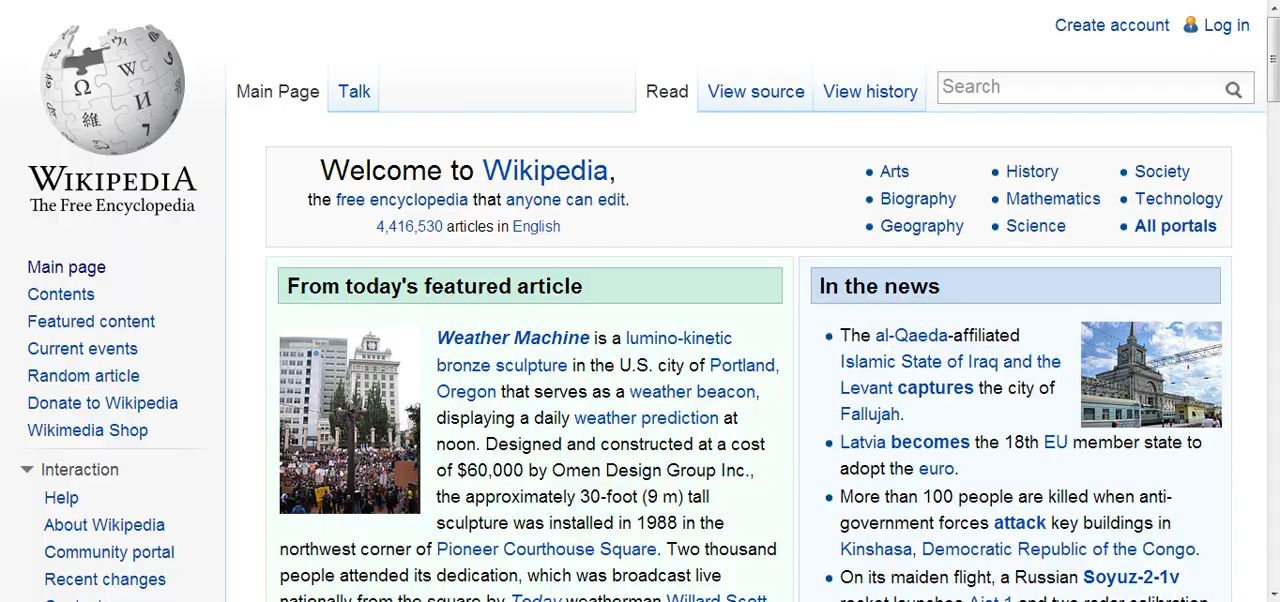 Create account Log in
Main Page Talk Read View source View history Search
WIKIPEDIA
The Free Encyclopedia
Main page
Contents
Featured content
Current events
Random article
Donate to Wikipedia
Wikimedia Shop
Interaction
Help
About Wikipedia
Community portal
Recent changes
Welcome to Wikipedia,
the free encyclopedia that anyone can edit.
4,416,530 articles in English
Arts
Biography
Geography
History
Mathematics
Science
Society
Technology
All portals
From today's featured article
Weather Machine is a lumino-kinetic
bronze sculpture in the U.S. city of Portland,
Oregon that serves as a weather beacon,
displaying a daily weather prediction at
noon. Designed and constructed at a cost
of $60,000 by Omen Design Group Inc.,
the approximately 30-foot (9 m) tall
sculpture was installed in 1988 in the
northwest corner of Pioneer Courthouse Square. Two thousand
people attended its dedication, which was broadcast live
nationally from the square by Today weatherman Willard Scott.
In the news
The al-Qaeda-affiliated
Islamic State of Iraq and the
Levant captures the city of
Fallujah.
Latvia becomes the 18th EU member state to
adopt the euro.
More than 100 people are killed when anti-
government forces attack key buildings in
Kinshasa, Democratic Republic of the Congo.
On its maiden flight, a Russian Soyuz-2-1v
rocket launches Aist 1 and two radar calibration